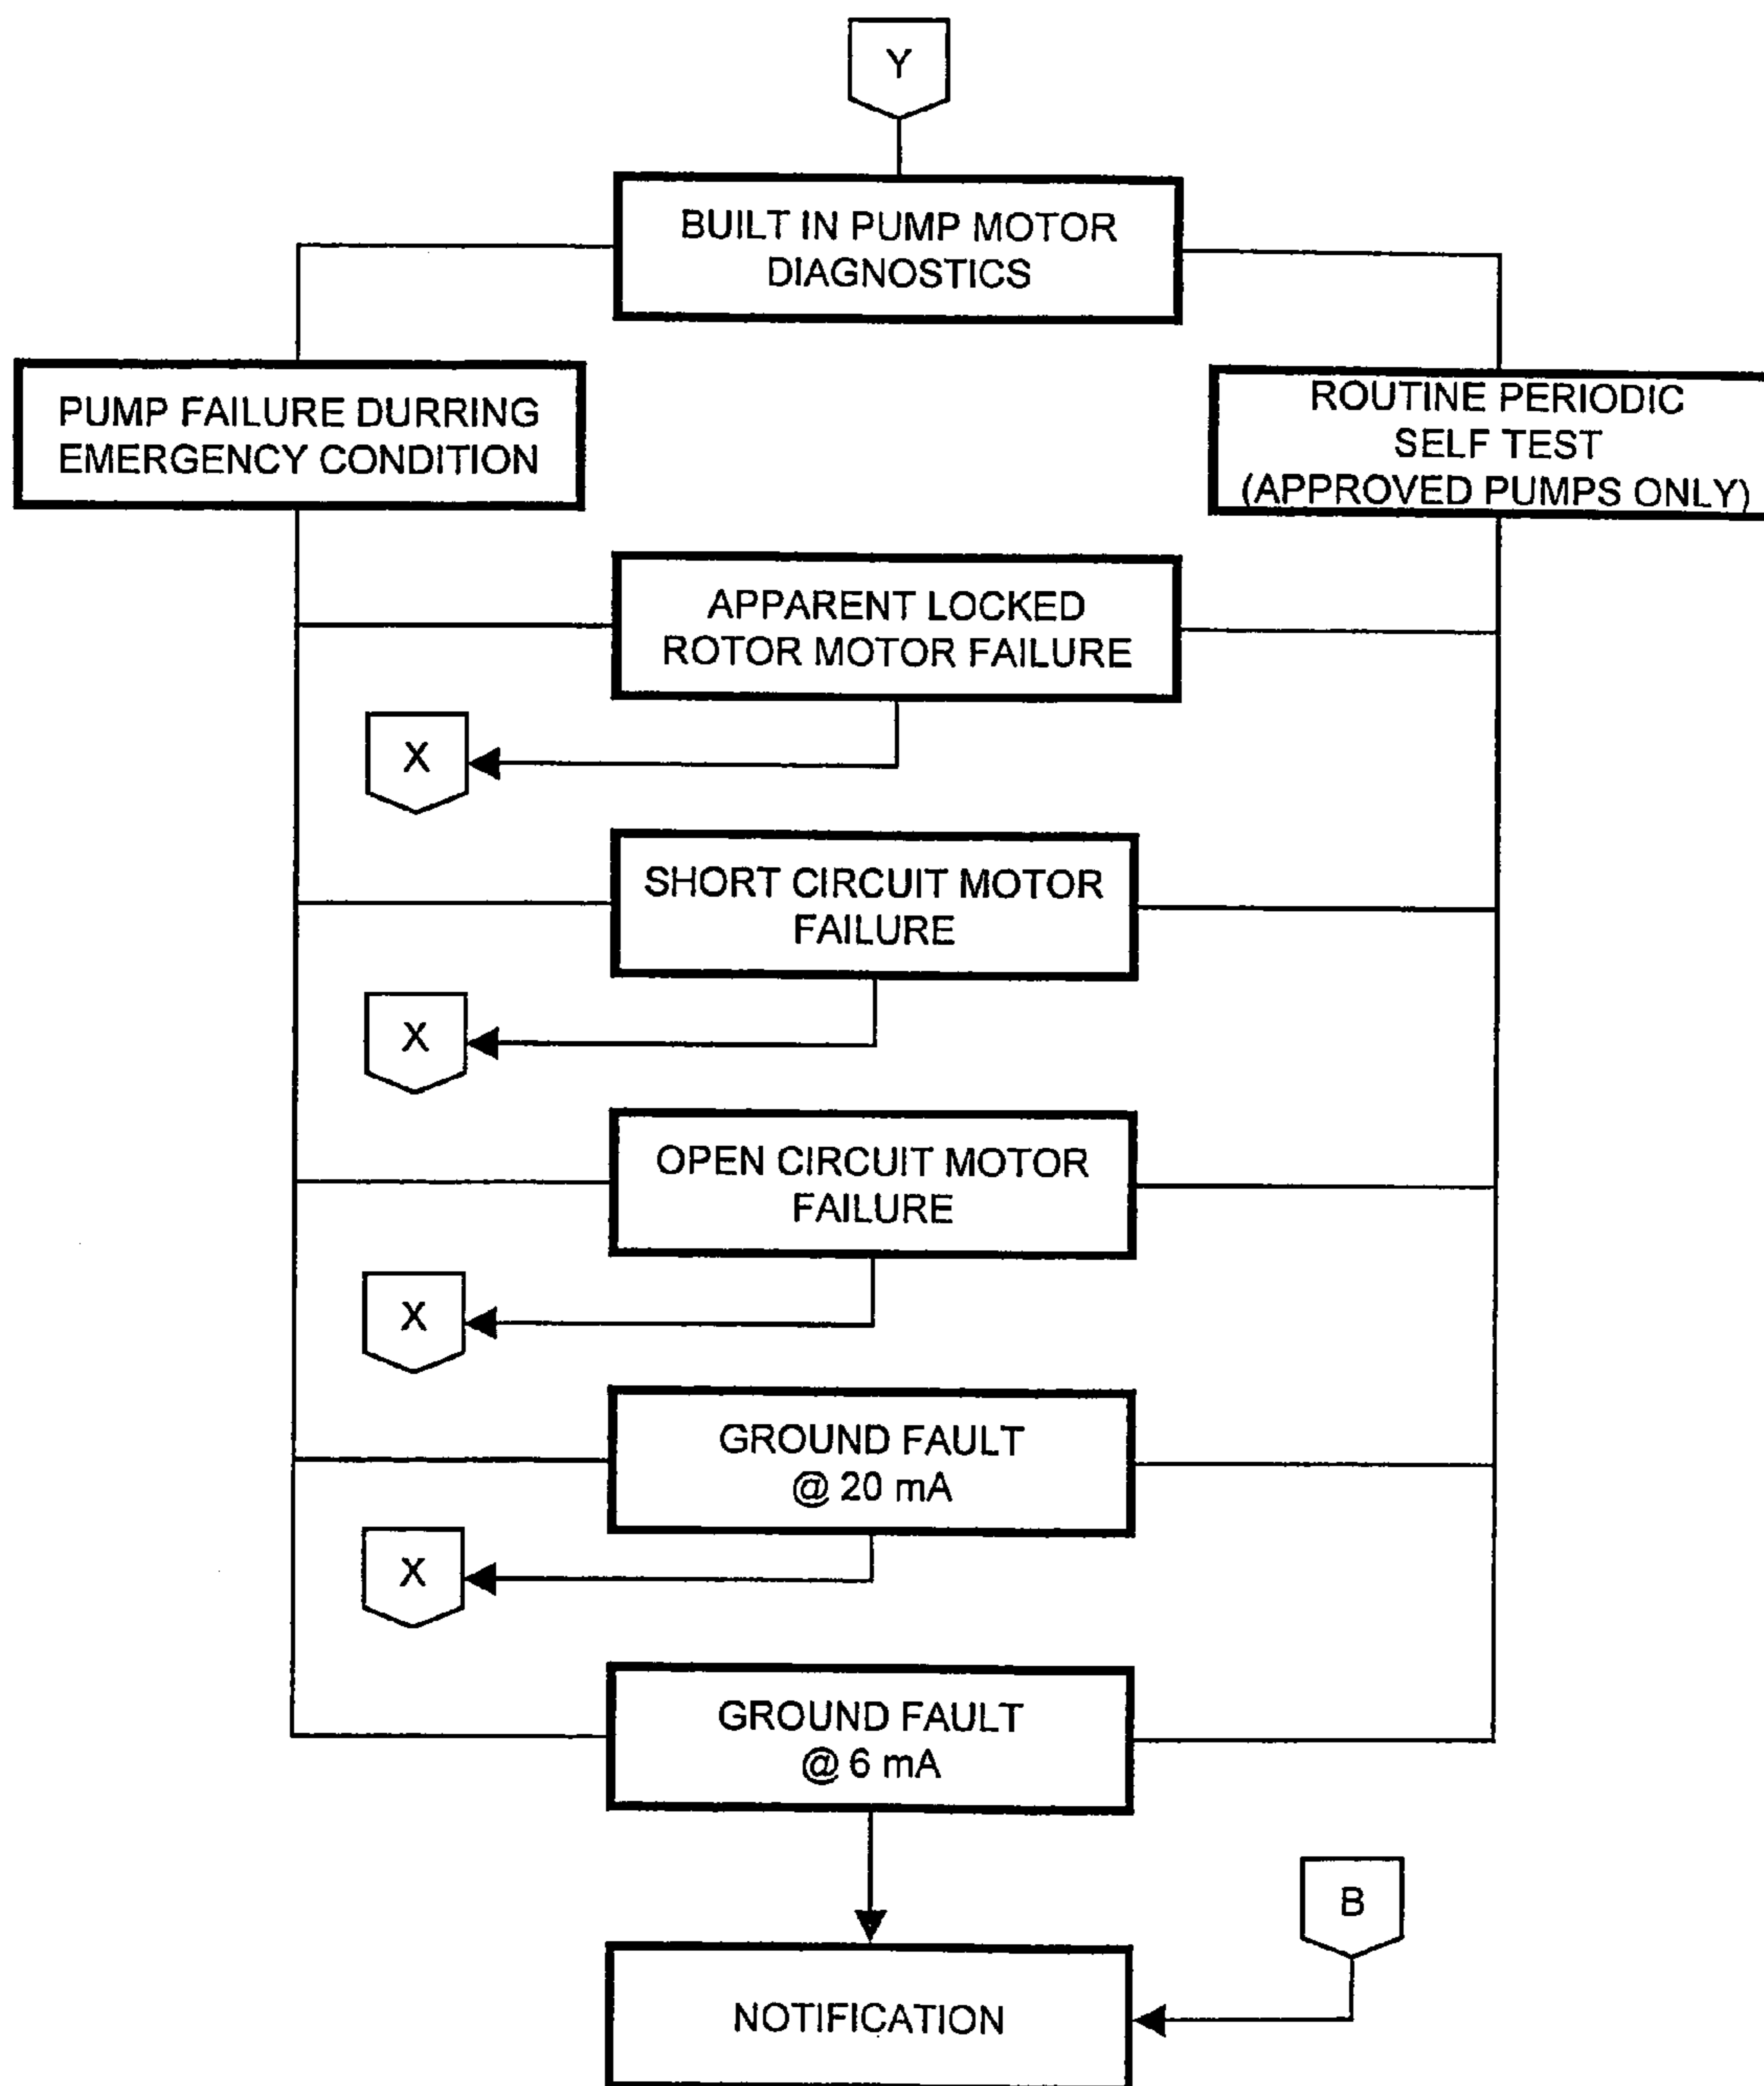 Y
BUILT IN PUMP MOTOR
DIAGNOSTICS
PUMP FAILURE DURRING
EMERGENCY CONDITION
ROUTINE PERIODIC
SELF TEST
(APPROVED PUMPS ONLY)
APPARENT LOCKED
ROTOR MOTOR FAILURE
X
SHORT CIRCUIT MOTOR
FAILURE
X
OPEN CIRCUIT MOTOR
FAILURE
X
GROUND FAULT
@ 20 mA
X
GROUND FAULT
@ 6 mA
B
NOTIFICATION